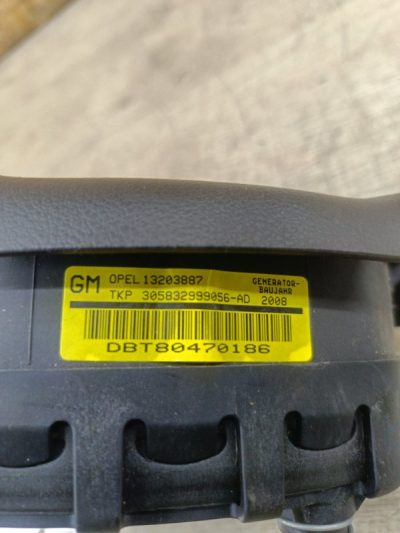 GM OPEL 13203887 GENERATOR-
BAUJAHR
TKP 305832999056-AD 2008
DBT80470186